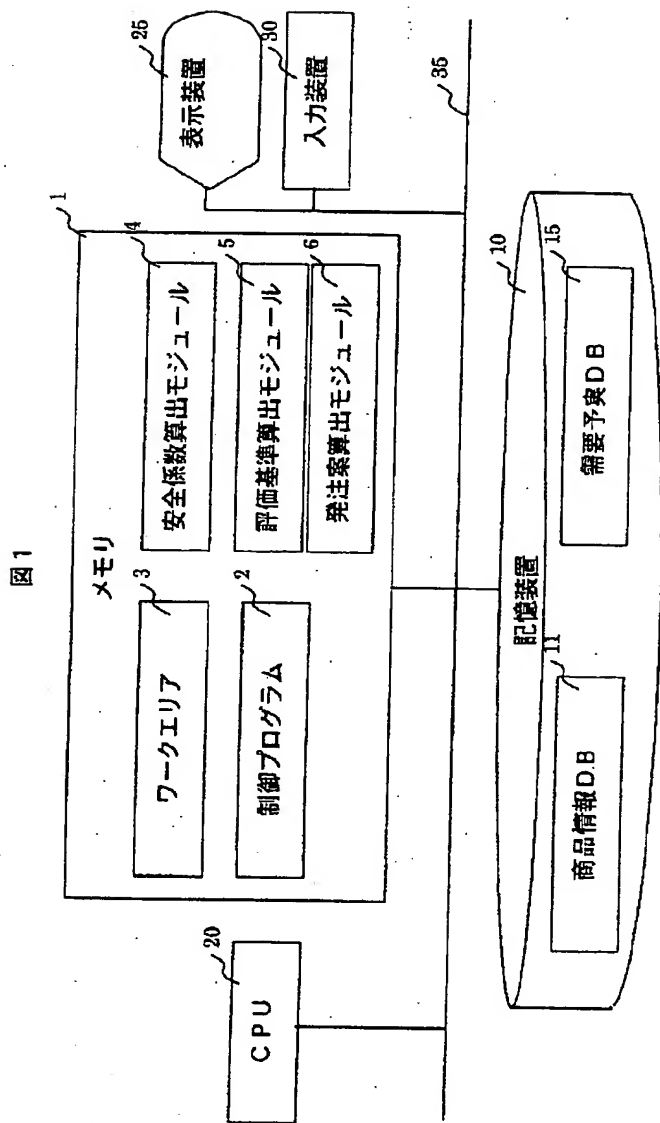 図1
CPU
20
メモリ
1
ワークエリア
3
制御プログラム
2
安全係数算出モジュール
4
評価基準算出モジュール
5
発注案算出モジュール
6
表示装置
25
入力装置
30
35
記憶装置
10
商品情報DB
11
需要予実DB
15